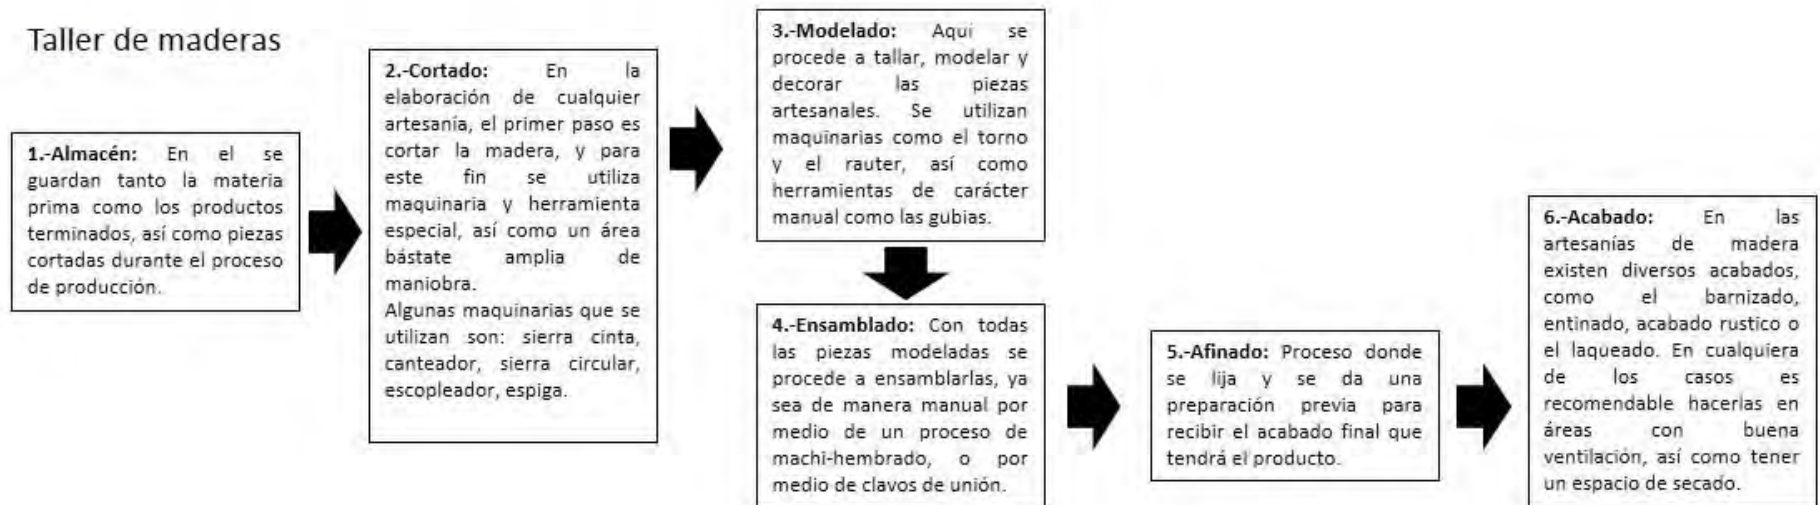 Taller de maderas
1.-Almacén: En el se
guardan tanto la materia
prima como los productos
terminados, así como piezas
cortadas durante el proceso
de producción.
2.-Cortado: En la
elaboración de cualquier
artesanía, el primer paso es
cortar la madera, y para
este fin se utiliza
maquinaria y herramienta
especial, así como un área
bástate amplia de
maniobra.
Algunas maquinarias que se
utilizan son: sierra cinta,
canteador, sierra circular,
escopleador, espiga.
3.-Modelado: Aquí se
procede a tallar, modelar y
decorar las piezas
artesanales. Se utilizan
maquinarias como el torno
y el rauter, así como
herramientas de carácter
manual como las gubias.
4.-Ensamblado: Con todas
las piezas modeladas se
procede a ensamblarlas, ya
sea de manera manual por
medio de un proceso de
machi-hembrado, o por
medio de clavos de unión.
5.-Afinado: Proceso donde
se lija y se da una
preparación previa para
recibir el acabado final que
tendrá el producto.
6.-Acabado: En las
artesanías de madera
existen diversos acabados,
como el barnizado,
entinado, acabado rustico o
el laqueado. En cualquiera
de los casos es
recomendable hacerlas en
áreas con buena
ventilación, así como tener
un espacio de secado.